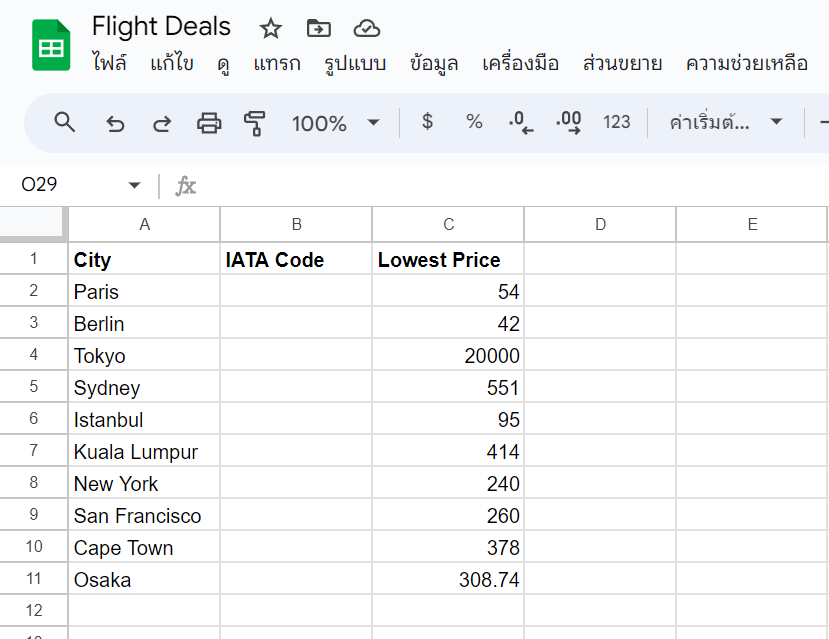 Flight Deals
ไฟล์ แก้ไข ดู แทรก รูปแบบ ข้อมูล เครื่องมือ ส่วนขยาย ความช่วยเหลือ
100% $ % .0 .00 123 ค่าเริ่มต้...
O29 fx
A B C D E
1 City IATA Code Lowest Price
2 Paris 54
3 Berlin 42
4 Tokyo 20000
5 Sydney 551
6 Istanbul 95
7 Kuala Lumpur 414
8 New York 240
9 San Francisco 260
10 Cape Town 378
11 Osaka 308.74
12